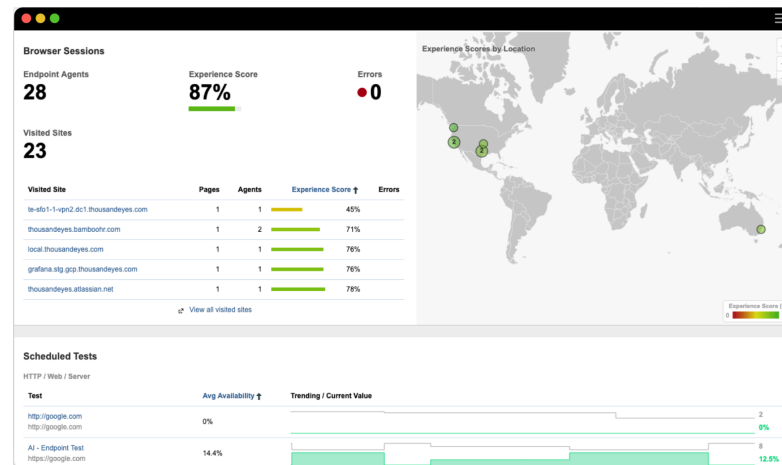 Browser Sessions
Endpoint Agents
28
Experience Score
87%
Errors
0
Visited Sites
23
Visited Site Pages Agents Experience Score ↑ Errors
te-sfo1-1-vpn2.dc1.thousandeyes.com 1 1 45%
thousandeyes.bamboohr.com 1 2 71%
local.thousandeyes.com 1 1 76%
grafana.stg.gcp.thousandeyes.com 1 1 76%
thousandeyes.atlassian.net 1 1 78%
View all visited sites
Experience Scores by Location
2
2
Experience Score (
0
Scheduled Tests
HTTP / Web / Server
Test Avg Availability ↑ Trending / Current Value
http://google.com
http://google.com
0%
2
0%
AI - Endpoint Test
https://google.com
14.4%
8
12.5%